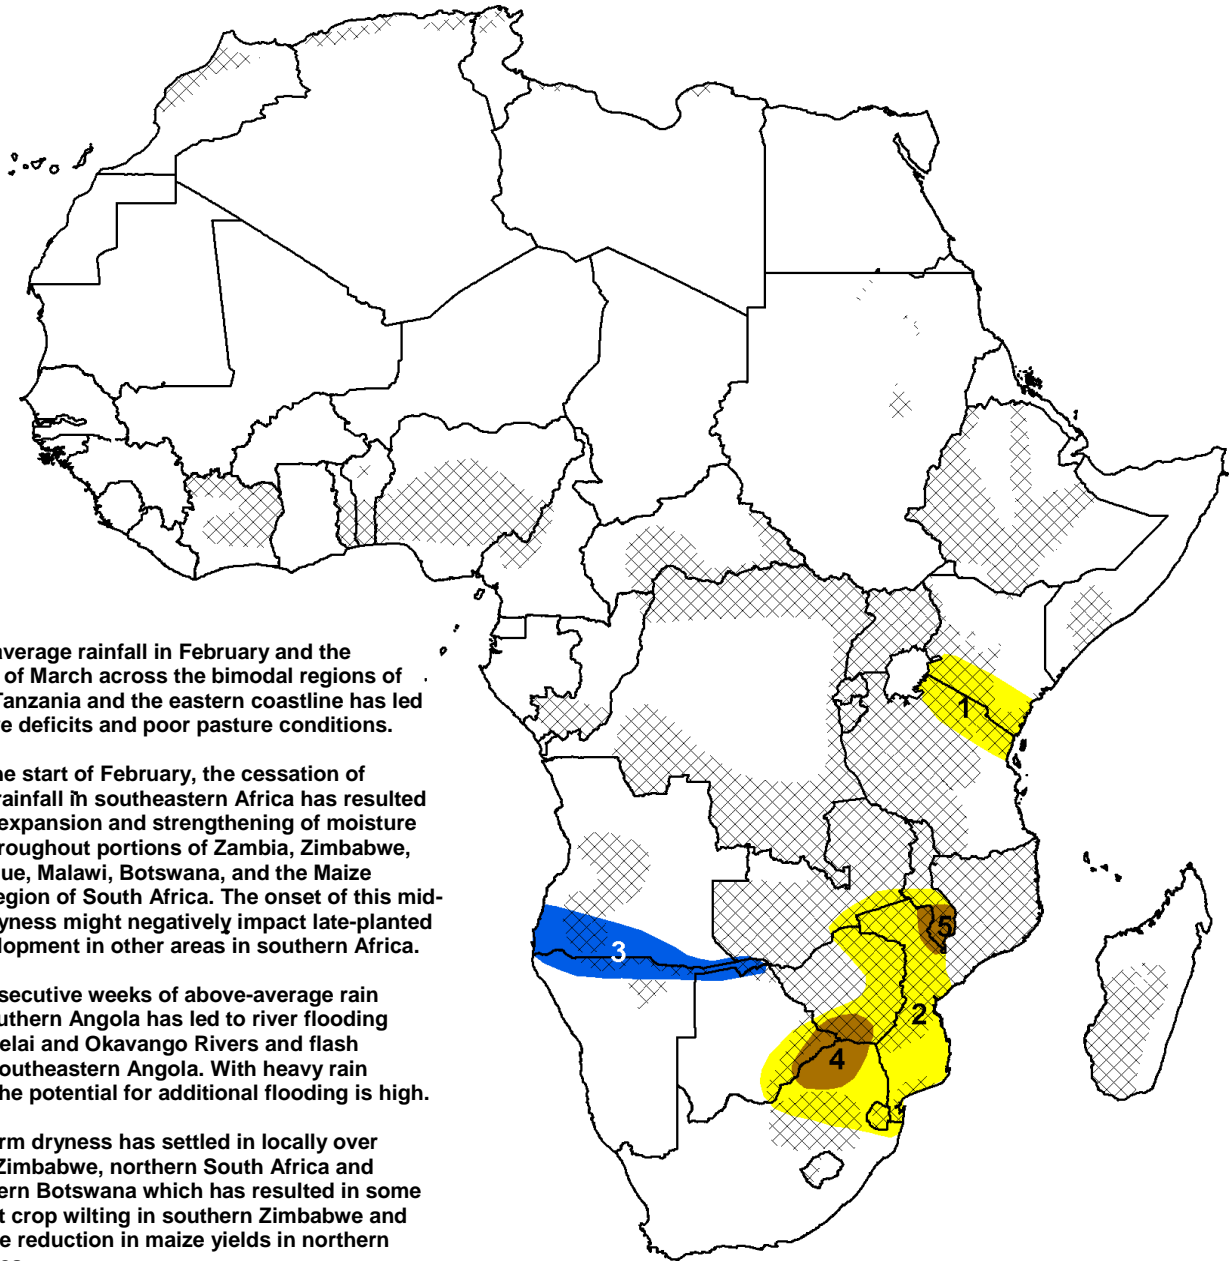 average rainfall in February and the
of March across the bimodal regions of
Tanzania and the eastern coastline has led
e deficits and poor pasture conditions.
e start of February, the cessation of
rainfall in southeastern Africa has resulted
expansion and strengthening of moisture
roughout portions of Zambia, Zimbabwe,
ue, Malawi, Botswana, and the Maize
egion of South Africa. The onset of this mid-
yness might negatively impact late-planted
lopment in other areas in southern Africa.
secutive weeks of above-average rain
uthern Angola has led to river flooding
elai and Okavango Rivers and flash
outheastern Angola. With heavy rain
he potential for additional flooding is high.
rm dryness has settled in locally over
Zimbabwe, northern South Africa and
ern Botswana which has resulted in some
t crop wilting in southern Zimbabwe and
e reduction in maize yields in northern
1
5
3
2
4